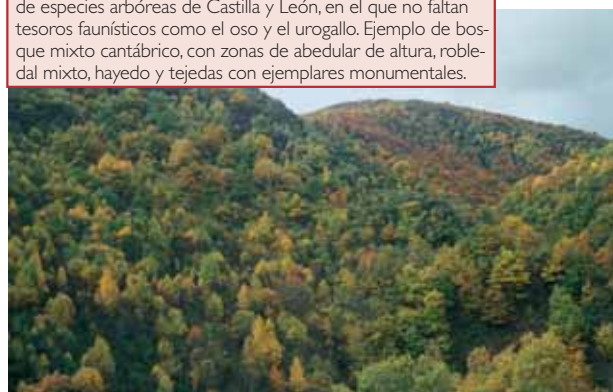 de especies arbóreas de Castilla y León, en el que no faltan
tesoros faunísticos como el oso y el urogallo. Ejemplo de bos-
que mixto cantábrico, con zonas de abedular de altura, roble-
dal mixto, hayedo y tejedas con ejemplares monumentales.